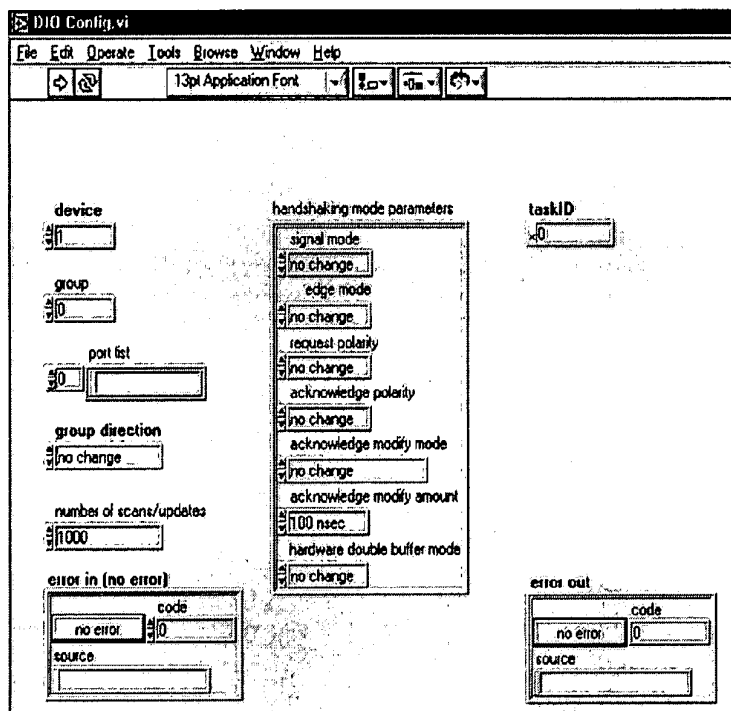 DIO Config.vi
File Edit Operate Tools Browse Window Help
13pt Application Font
device
1
group
0
port list
0
group direction
no change
number of scans/updates
1000
error in (no error)
code
no error
0
source
handshaking mode parameters
signal mode
no change
edge mode
no change
request polarity
no change
acknowledge polarity
no change
acknowledge modify mode
no change
acknowledge modify amount
100 nsec
hardware double buffer mode
no change
taskID
x0
error out
code
no error
0
source